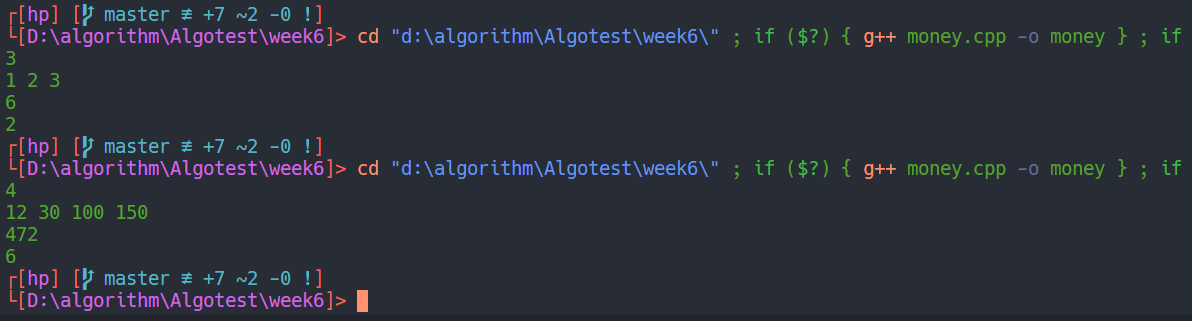 ┌[hp] [ master ≢ +7 ~2 -0 !]
└[D:\algorithm\Algotest\week6]> cd "d:\algorithm\Algotest\week6\" ; if ($?) { g++ money.cpp -o money } ; if
3
1 2 3
6
2
┌[hp] [ master ≢ +7 ~2 -0 !]
└[D:\algorithm\Algotest\week6]> cd "d:\algorithm\Algotest\week6\" ; if ($?) { g++ money.cpp -o money } ; if
4
12 30 100 150
472
6
┌[hp] [ master ≢ +7 ~2 -0 !]
└[D:\algorithm\Algotest\week6]>